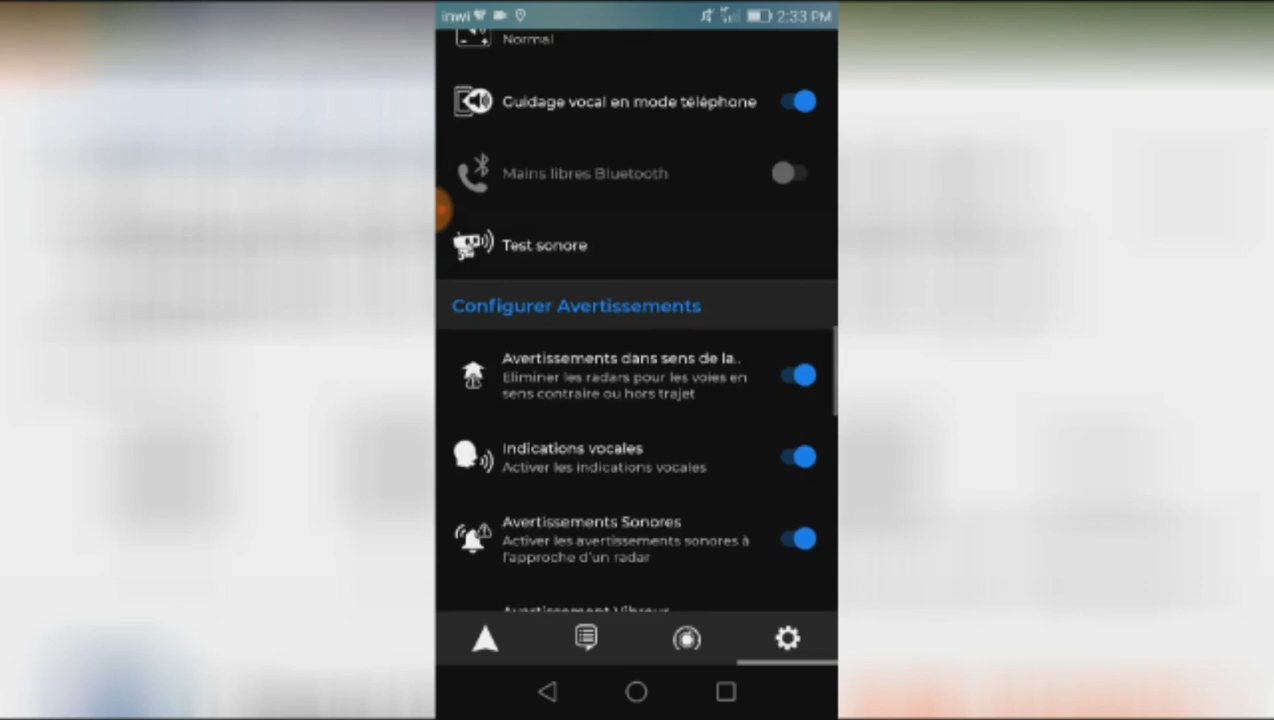 inwi
2:33 PM
Normal
Guidage vocal en mode téléphone
Mains libres Bluetooth
Test sonore
Configurer Avertissements
Avertissements dans sens de la..
Eliminer les radars pour les voies en
sens contraire ou hors trajet
Indications vocales
Activer les indications vocales
Avertissements Sonores
Activer les avertissements sonores à
l'approche d'un radar
Avertissement Vibreur